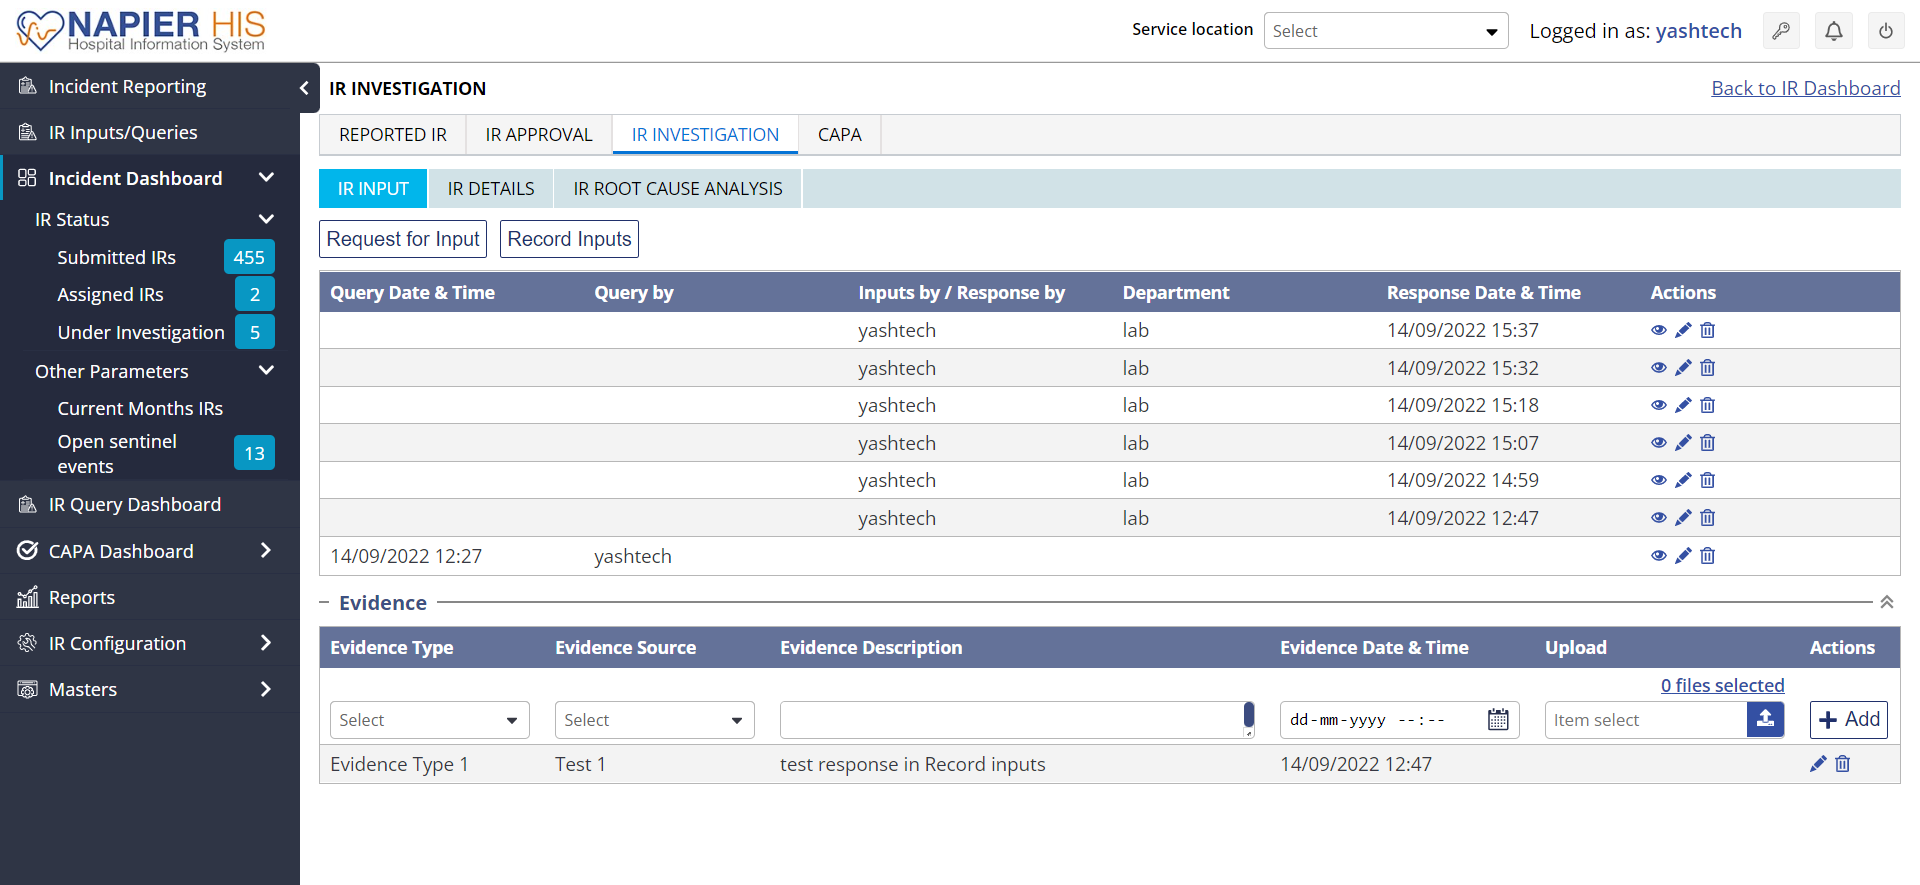 NAPIER HIS
Hospital Information System
Service location
Select
Logged in as: yashtech
Incident Reporting
IR Inputs/Queries
Incident Dashboard
IR Status
Submitted IRs 455
Assigned IRs 2
Under Investigation 5
Other Parameters
Current Months IRs
Open sentinel
events
13
IR Query Dashboard
CAPA Dashboard
Reports
IR Configuration
Masters
IR INVESTIGATION
Back to IR Dashboard
REPORTED IR IR APPROVAL IR INVESTIGATION CAPA
IR INPUT IR DETAILS IR ROOT CAUSE ANALYSIS
Request for Input Record Inputs
Query Date & Time Query by Inputs by / Response by Department Response Date & Time Actions
yashtech lab 14/09/2022 15:37
yashtech lab 14/09/2022 15:32
yashtech lab 14/09/2022 15:18
yashtech lab 14/09/2022 15:07
yashtech lab 14/09/2022 14:59
yashtech lab 14/09/2022 12:47
14/09/2022 12:27 yashtech
Evidence
Evidence Type Evidence Source Evidence Description Evidence Date & Time Upload Actions
0 files selected
Select Select dd-mm-yyyy --:-- Item select + Add
Evidence Type 1 Test 1 test response in Record inputs 14/09/2022 12:47